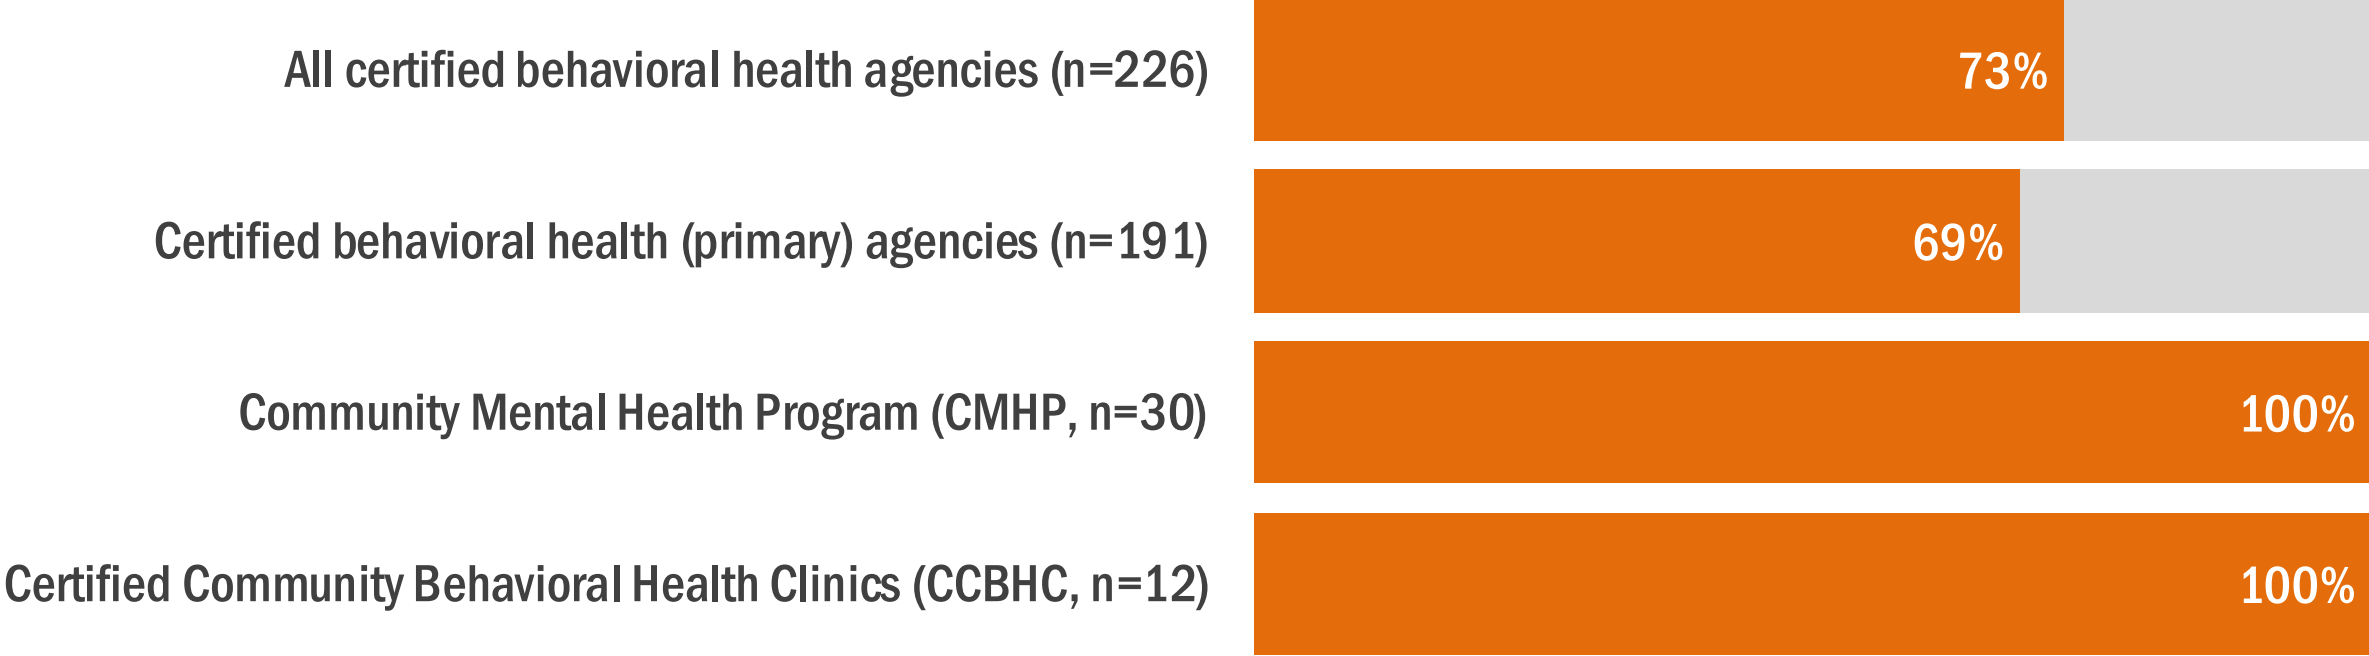 All certified behavioral health agencies (n=226) 73%
Certified behavioral health (primary) agencies (n=191) 69%
Community Mental Health Program (CMHP, n=30) 100%
Certified Community Behavioral Health Clinics (CCBHC, n=12) 100%